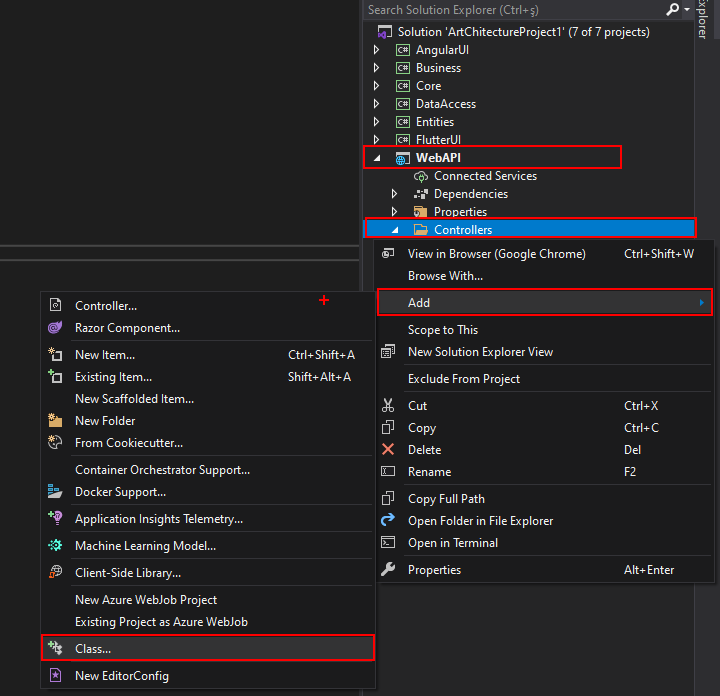 Search Solution Explorer (Ctrl+ş)
Explorer
Solution 'ArtChitectureProject1' (7 of 7 projects)
C# AngularUI
C# Business
C# Core
C# DataAccess
C# Entities
C# FlutterUI
WebAPI
Connected Services
Dependencies
Properties
Controllers
View in Browser (Google Chrome) Ctrl+Shift+W
Browse With...
Add
Scope to This
New Solution Explorer View
Exclude From Project
Cut Ctrl+X
Copy Ctrl+C
Delete Del
Rename F2
Copy Full Path
Open Folder in File Explorer
Open in Terminal
Properties Alt+Enter
Controller...
Razor Component...
New Item... Ctrl+Shift+A
Existing Item... Shift+Alt+A
New Scaffolded Item...
New Folder
From Cookiecutter...
Container Orchestrator Support...
Docker Support...
Application Insights Telemetry...
Machine Learning Model...
Client-Side Library...
New Azure WebJob Project
Existing Project as Azure WebJob
Class...
New EditorConfig